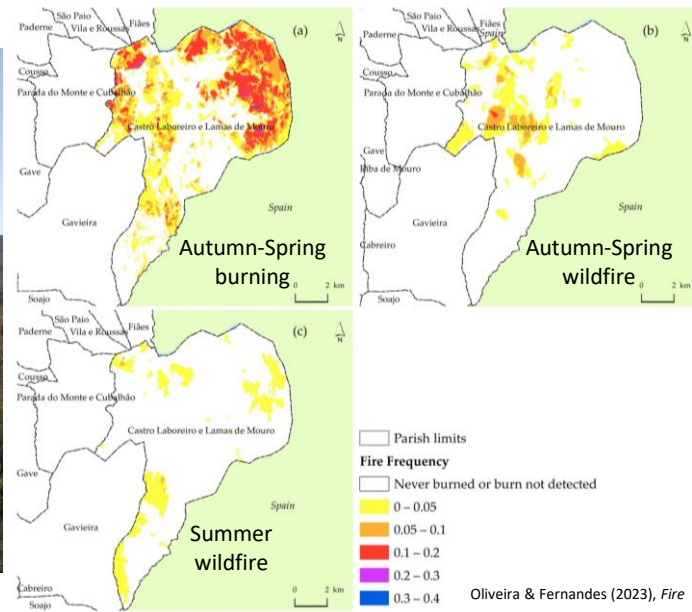 São Paio
Fiães
Paderne
Vila e Roussas
(a)
N
Cousso
Parada do Monte e Cubalhão
Castro Laboreiro e Lamas de Mouro
Gave
Gavieira
Spain
Autumn-Spring
burning
Soajo
0 2 km
São Paio
Fiães
Paderne
Vila e Roussas
Spain
(b)
N
Cousso
Parada do Monte e Cubalhão
Castro Laboreiro e Lamas de Mouro
Gave
Riba de Mouro
Gavieira
Spain
Cabreiro
Autumn-Spring
wildfire
Soajo
0 2 km
São Paio
Fiães
Paderne
Vila e Roussas
(c)
N
Cousso
Parada do Monte e Cubalhão
Castro Laboreiro e Lamas de Mouro
Gave
Gavieira
Spain
Summer
wildfire
Cabreiro
Soajo
0 2 km
Parish limits
Fire Frequency
Never burned or burn not detected
0 – 0.05
0.05 – 0.1
0.1 – 0.2
0.2 – 0.3
0.3 – 0.4
Oliveira & Fernandes (2023), Fire